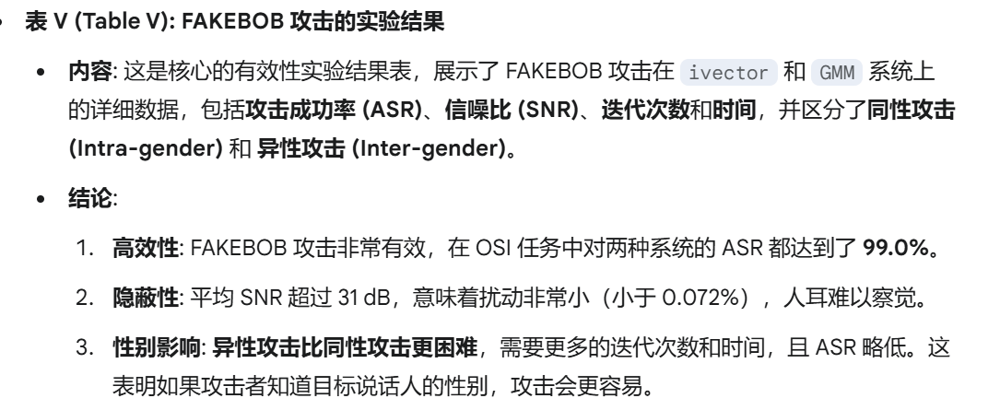 • 表 V (Table V): FAKEBOB 攻击的实验结果
• 内容: 这是核心的有效性实验结果表，展示了 FAKEBOB 攻击在 ivector 和 GMM 系统上
的详细数据，包括攻击成功率 (ASR)、信噪比 (SNR)、迭代次数和时间，并区分了同性攻击
(Intra-gender) 和 异性攻击 (Inter-gender)。
• 结论:
1. 高效性: FAKEBOB 攻击非常有效，在 OSI 任务中对两种系统的 ASR 都达到了 99.0%。
2. 隐蔽性: 平均 SNR 超过 31 dB，意味着扰动非常小（小于 0.072%），人耳难以察觉。
3. 性别影响: 异性攻击比同性攻击更困难，需要更多的迭代次数和时间，且 ASR 略低。这
表明如果攻击者知道目标说话人的性别，攻击会更容易。